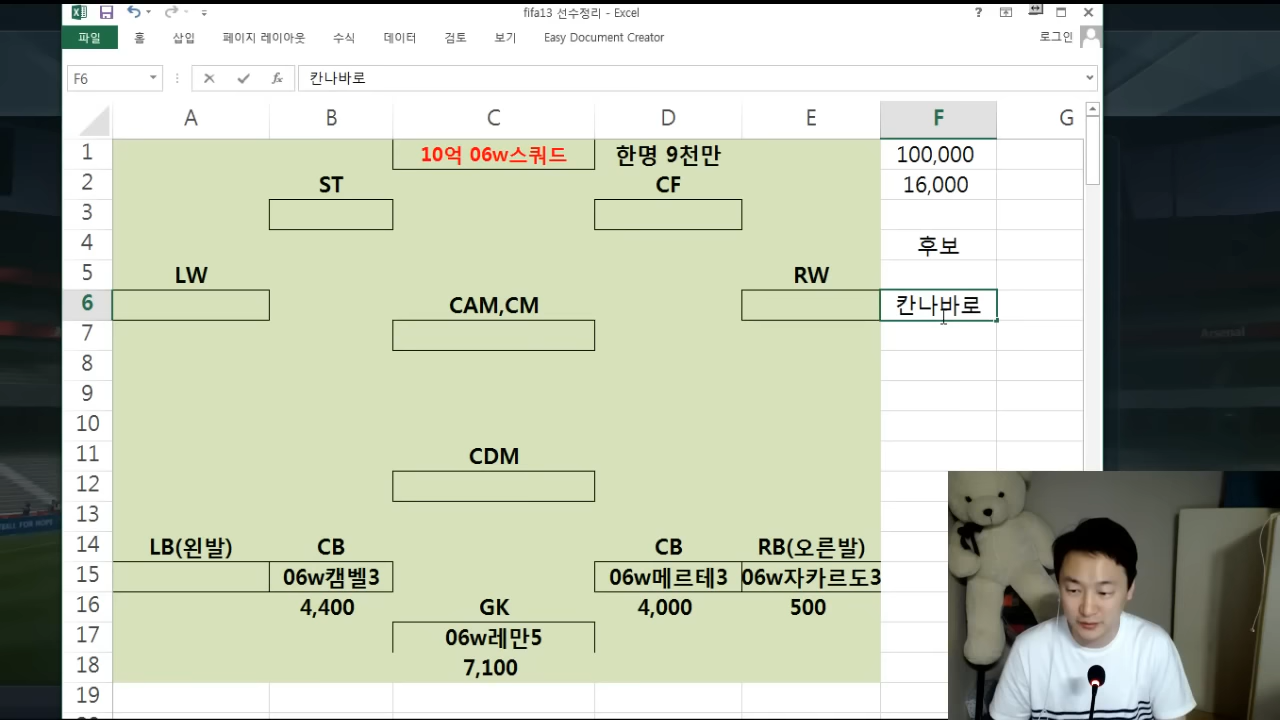 fifa13 선수정리 - Excel
?
파일 홈 삽입 페이지 레이아웃 수식 데이터 검토 보기 Easy Document Creator 로그인
F6 fx 칸나바로
A B C D E F G
1 10억 06w스쿼드 한명 9천만 100,000
2 ST CF 16,000
3
4 후보
5 LW RW
6 CAM,CM 칸나바로
7
8
9
10
11 CDM
12
13
14 LB(왼발) CB CB RB(오른발)
15 06w캠벨3 06w메르테3 06w자카르도3
16 4,400 GK 4,000 500
17 06w레만5
18 7,100
19
Arsenal
BALL FOR HOPE